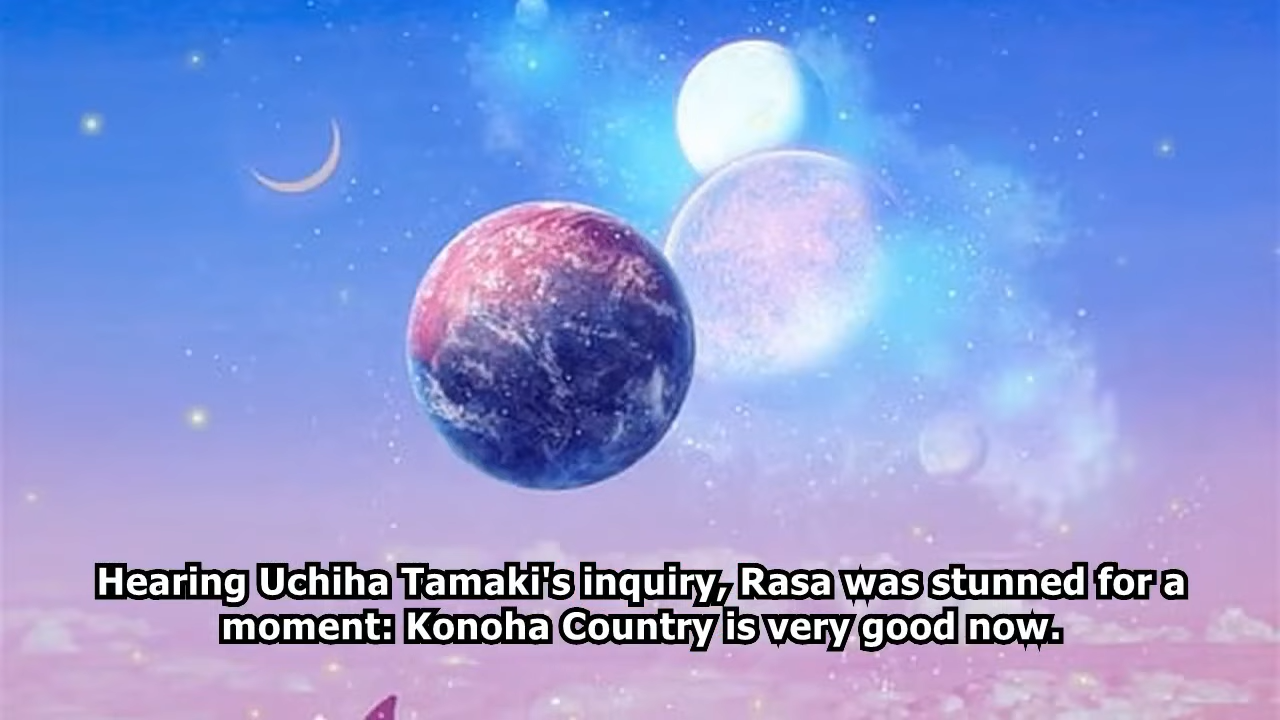 Hearing Uchiha Tamaki's inquiry, Rasa was stunned for a
moment: Konoha Country is very good now.